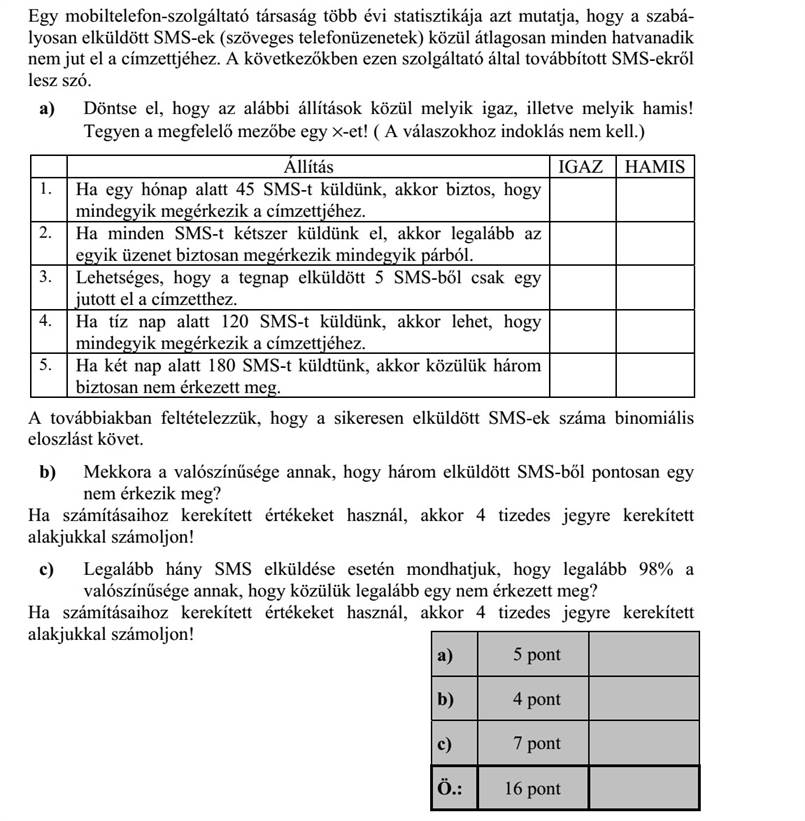 Egy mobiltelefon-szolgáltató társaság több évi statisztikája azt mutatja, hogy a szabá-
lyosan elküldött SMS-ek (szöveges telefonüzenetek) közül átlagosan minden hatvanadik
nem jut el a címzettjéhez. A következőkben ezen szolgáltató által továbbított SMS-ekről
lesz szó.
a) Döntse el, hogy az alábbi állítások közül melyik igaz, illetve melyik hamis!
Tegyen a megfelelő mezőbe egy ×-et! ( A válaszokhoz indoklás nem kell.)
Állítás IGAZ HAMIS
1. Ha egy hónap alatt 45 SMS-t küldünk, akkor biztos, hogy
mindegyik megérkezik a címzettjéhez.
2. Ha minden SMS-t kétszer küldünk el, akkor legalább az
egyik üzenet biztosan megérkezik mindegyik párból.
3. Lehetséges, hogy a tegnap elküldött 5 SMS-ből csak egy
jutott el a címzetthez.
4. Ha tíz nap alatt 120 SMS-t küldünk, akkor lehet, hogy
mindegyik megérkezik a címzettjéhez.
5. Ha két nap alatt 180 SMS-t küldtünk, akkor közülük három
biztosan nem érkezett meg.
A továbbiakban feltételezzük, hogy a sikeresen elküldött SMS-ek száma binomiális
eloszlást követ.
b) Mekkora a valószínűsége annak, hogy három elküldött SMS-ből pontosan egy
nem érkezik meg?
Ha számításaihoz kerekített értékeket használ, akkor 4 tizedes jegyre kerekített
alakjukkal számoljon!
c) Legalább hány SMS elküldése esetén mondhatjuk, hogy legalább 98% a
valószínűsége annak, hogy közülük legalább egy nem érkezett meg?
Ha számításaihoz kerekített értékeket használ, akkor 4 tizedes jegyre kerekített
alakjukkal számoljon!
a) 5 pont
b) 4 pont
c) 7 pont
Ö.: 16 pont